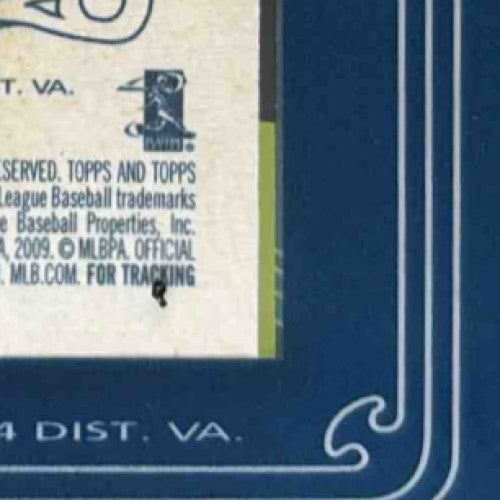 T. VA.
SERVED. TOPPS AND TOPPS
League Baseball trademarks
e Baseball Properties, Inc.
A, 2009. © MLBPA. OFFICIAL
. MLB.COM. FOR TRACKING
4 DIST. VA.